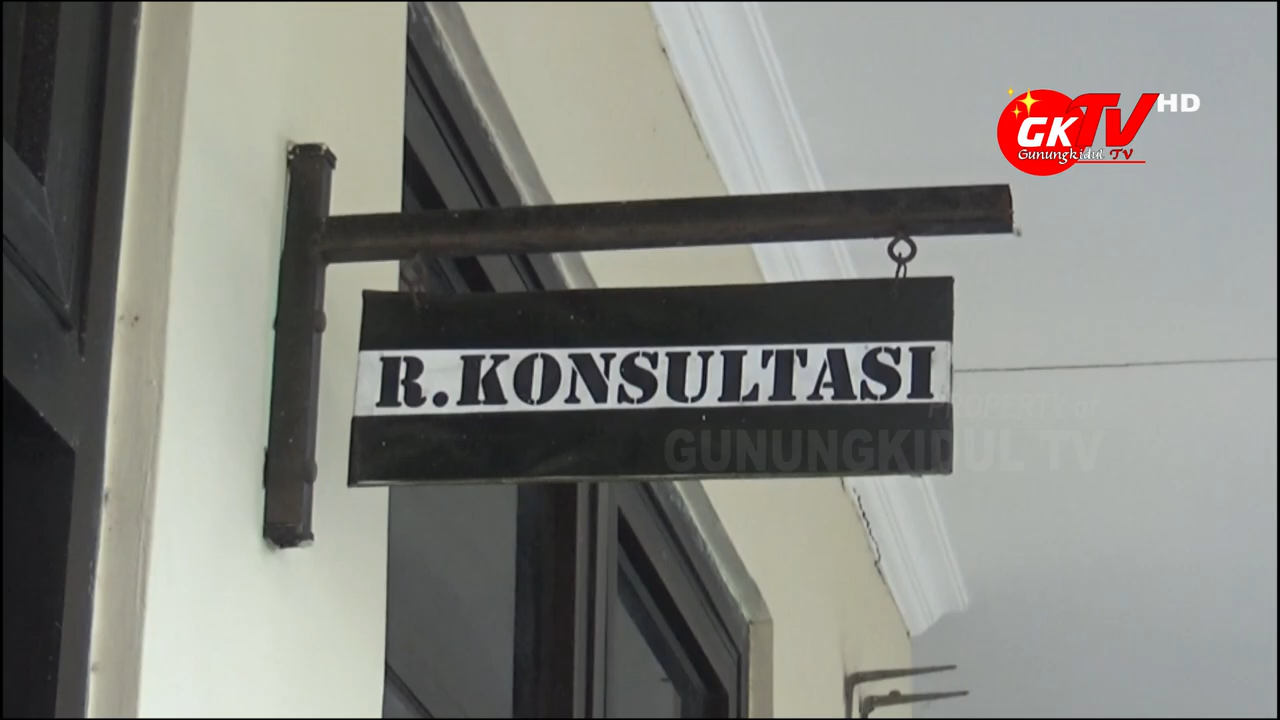 GKTV HD
Gunungkidul TV
R.KONSULTASI
PROPERTY of
GUNUNGKIDUL TV